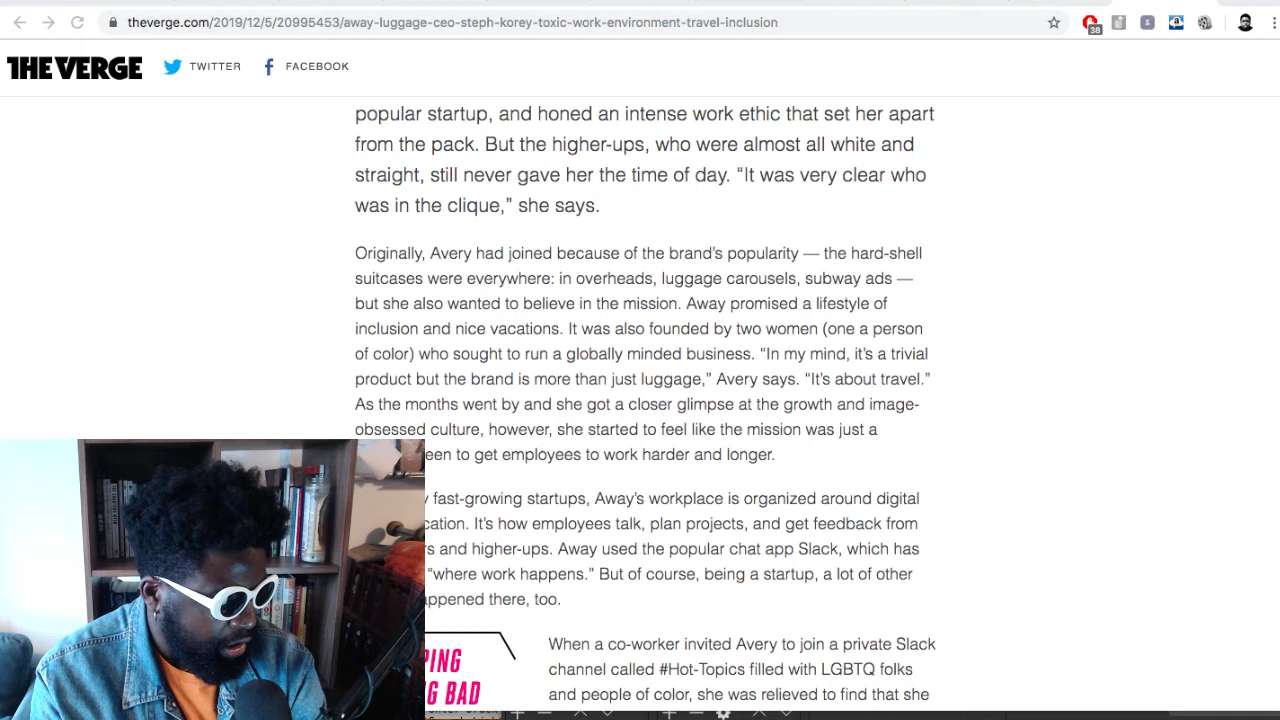 theverge.com/2019/12/5/20995453/away-luggage-ceo-steph-korey-toxic-work-environment-travel-inclusion
38
THE VERGE TWITTER FACEBOOK
popular startup, and honed an intense work ethic that set her apart
from the pack. But the higher-ups, who were almost all white and
straight, still never gave her the time of day. “It was very clear who
was in the clique,” she says.
Originally, Avery had joined because of the brand’s popularity — the hard-shell
suitcases were everywhere: in overheads, luggage carousels, subway ads —
but she also wanted to believe in the mission. Away promised a lifestyle of
inclusion and nice vacations. It was also founded by two women (one a person
of color) who sought to run a globally minded business. “In my mind, it’s a trivial
product but the brand is more than just luggage,” Avery says. “It’s about travel.”
As the months went by and she got a closer glimpse at the growth and image-
obsessed culture, however, she started to feel like the mission was just a
een to get employees to work harder and longer.
fast-growing startups, Away’s workplace is organized around digital
cation. It’s how employees talk, plan projects, and get feedback from
rs and higher-ups. Away used the popular chat app Slack, which has
“where work happens.” But of course, being a startup, a lot of other
ppened there, too.
PING
G BAD
When a co-worker invited Avery to join a private Slack
channel called #Hot-Topics filled with LGBTQ folks
and people of color, she was relieved to find that she